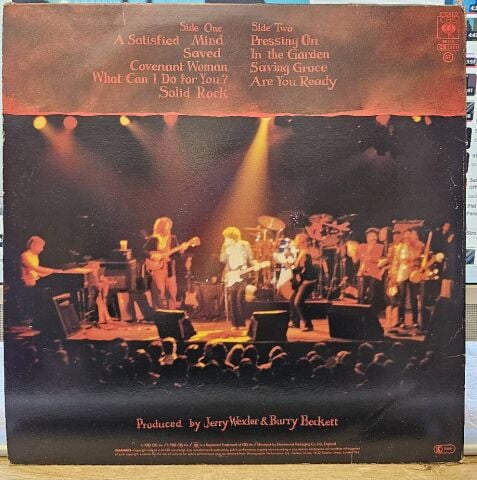 Side One
A Satisfied Mind
Saved
Covenant Woman
What Can I Do for You?
Solid Rock
Side Two
Pressing On
In the Garden
Saving Grace
Are You Ready
CBS
Produced by Jerry Wexler & Barry Beckett